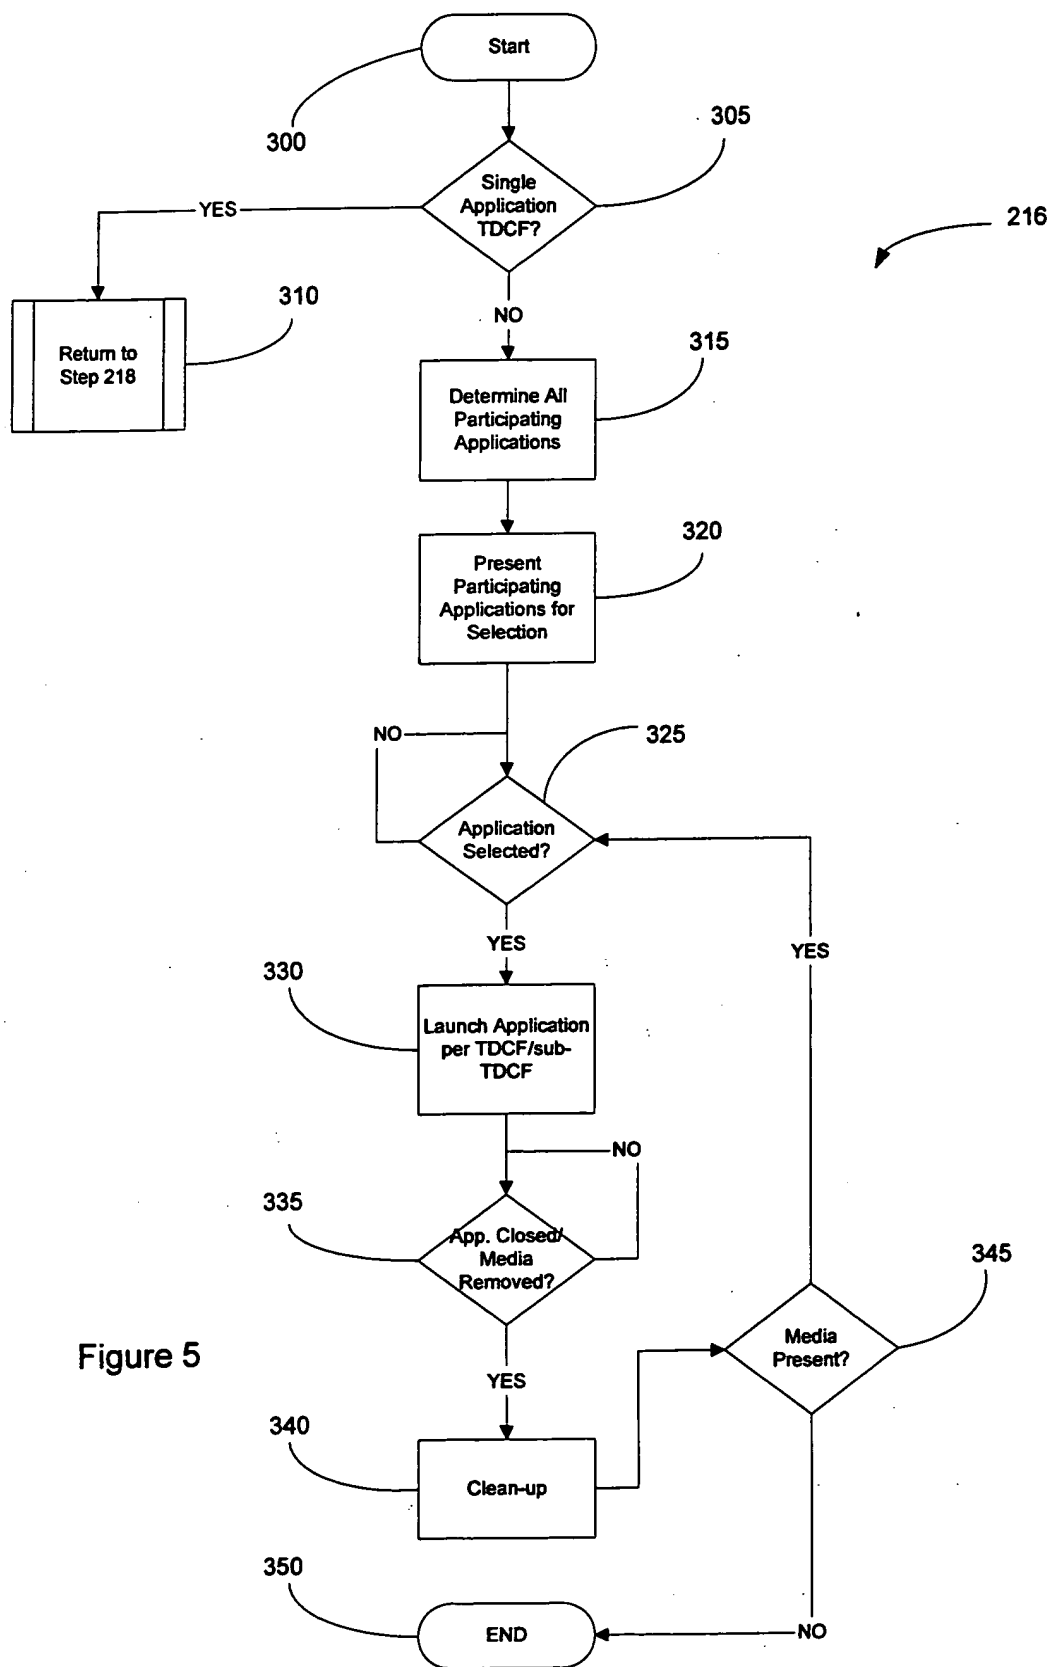 Start
300
305
Single
Application
TDCF?
YES
216
NO
310
Return to
Step 218
315
Determine All
Participating
Applications
320
Present
Participating
Applications for
Selection
NO
325
Application
Selected?
YES
YES
330
Launch Application
per TDCF/sub-
TDCF
NO
335
App. Closed/
Media
Removed?
345
Media
Present?
Figure 5
YES
340
Clean-up
350
END
NO